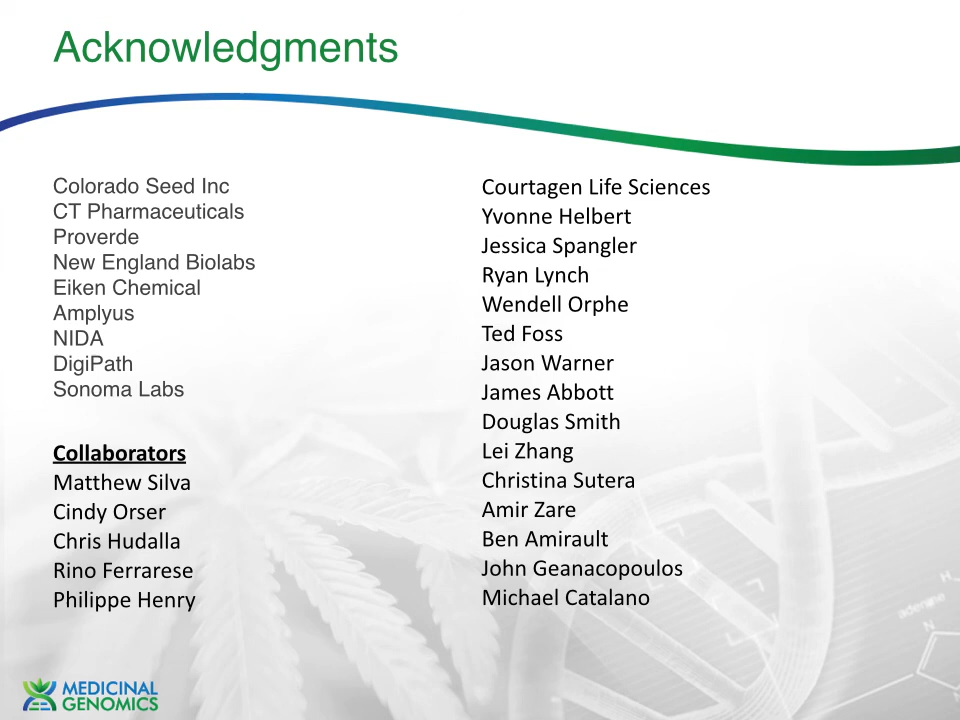 Acknowledgments
Colorado Seed Inc
CT Pharmaceuticals
Proverde
New England Biolabs
Eiken Chemical
Amplyus
NIDA
DigiPath
Sonoma Labs
Collaborators
Matthew Silva
Cindy Orser
Chris Hudalla
Rino Ferrarese
Philippe Henry
Courtagen Life Sciences
Yvonne Helbert
Jessica Spangler
Ryan Lynch
Wendell Orphe
Ted Foss
Jason Warner
James Abbott
Douglas Smith
Lei Zhang
Christina Sutera
Amir Zare
Ben Amirault
John Geanacopoulos
Michael Catalano
adenine
MEDICINAL
GENOMICS